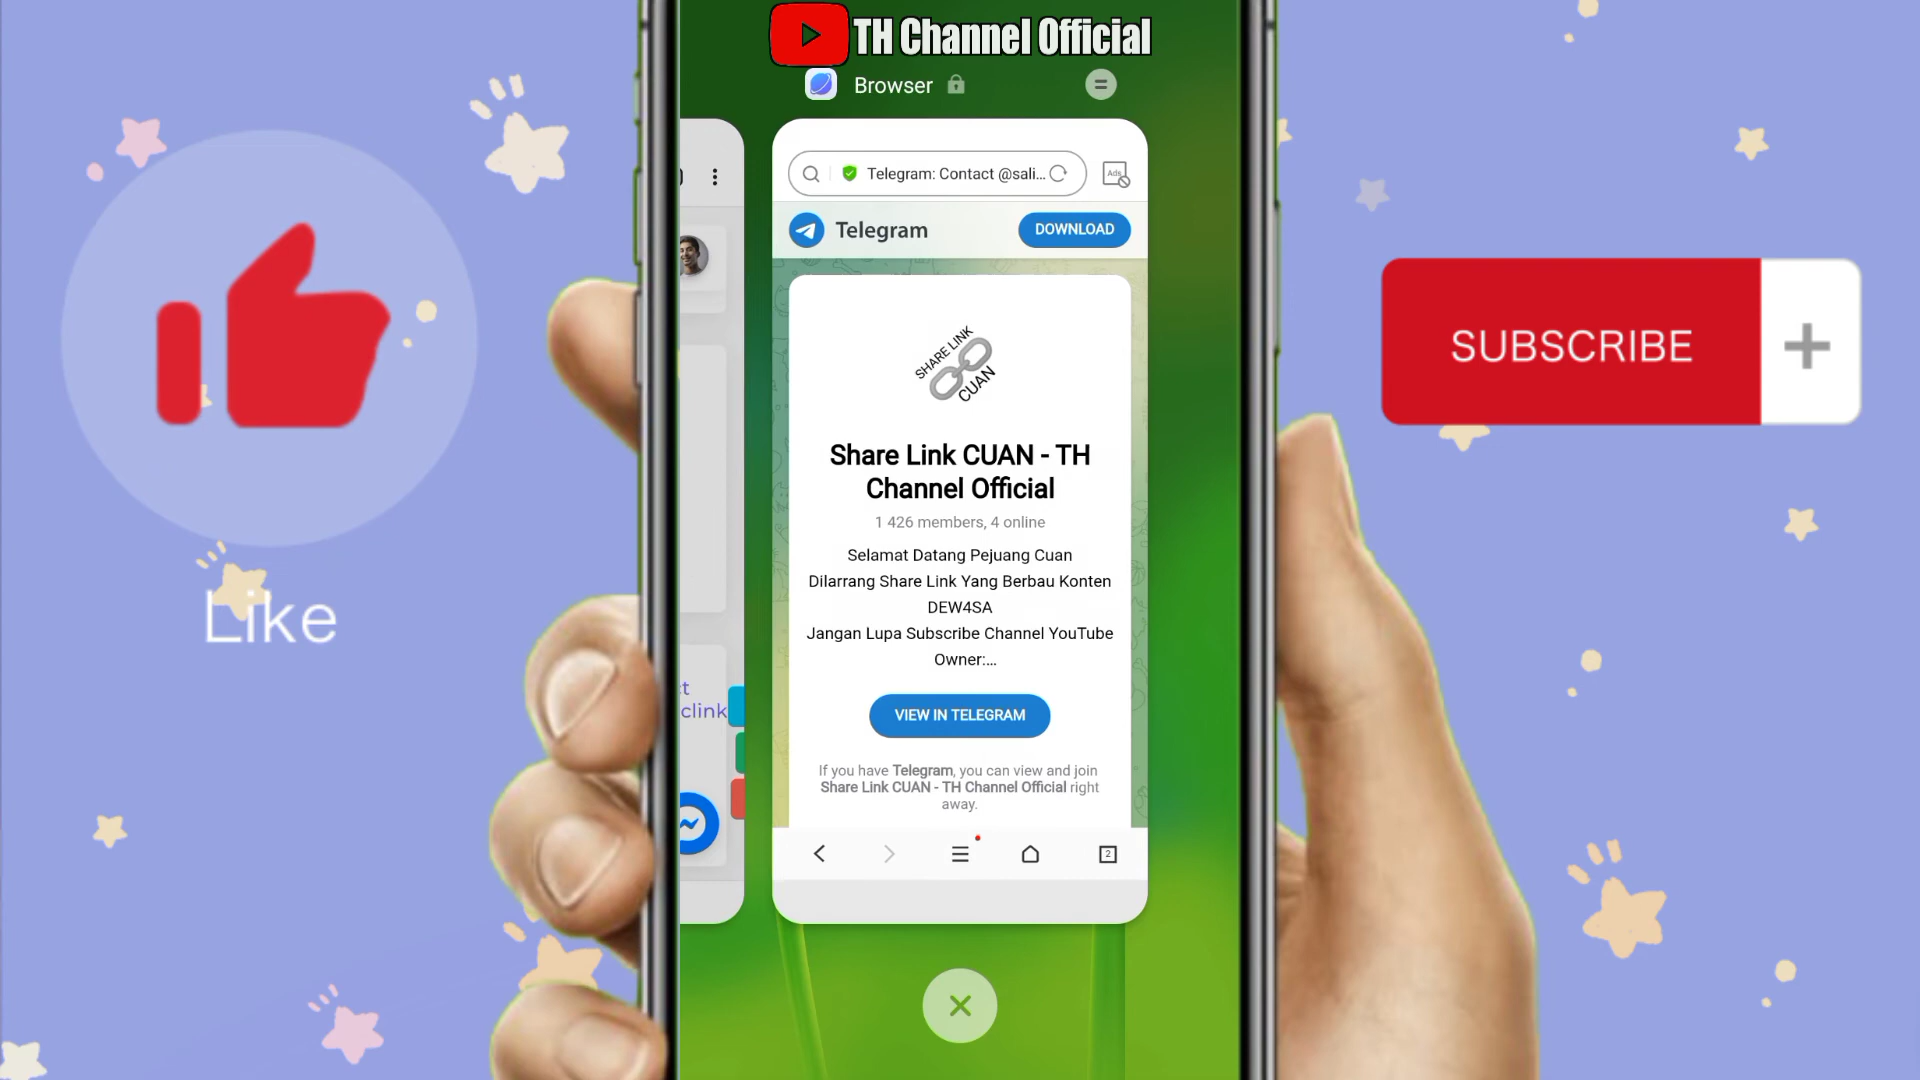 TH Channel Official
Browser
Telegram: Contact @sali...
Ads
Telegram
DOWNLOAD
SHARE LINK
CUAN
Share Link CUAN - TH
Channel Official
1 426 members, 4 online
Selamat Datang Pejuang Cuan
Dilarrang Share Link Yang Berbau Konten
DEW4SA
Jangan Lupa Subscribe Channel YouTube
Owner:...
VIEW IN TELEGRAM
If you have Telegram, you can view and join
Share Link CUAN - TH Channel Official right
away.
2
clink
Like
SUBSCRIBE